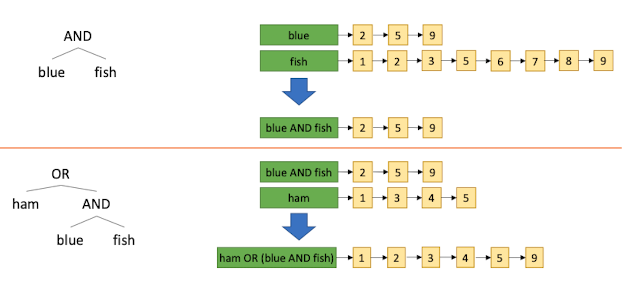 AND
blue fish
blue 2 5 9
fish 1 2 3 5 6 7 8 9
blue AND fish 2 5 9
OR
ham AND
blue fish
blue AND fish 2 5 9
ham 1 3 4 5
ham OR (blue AND fish) 1 2 3 4 5 9